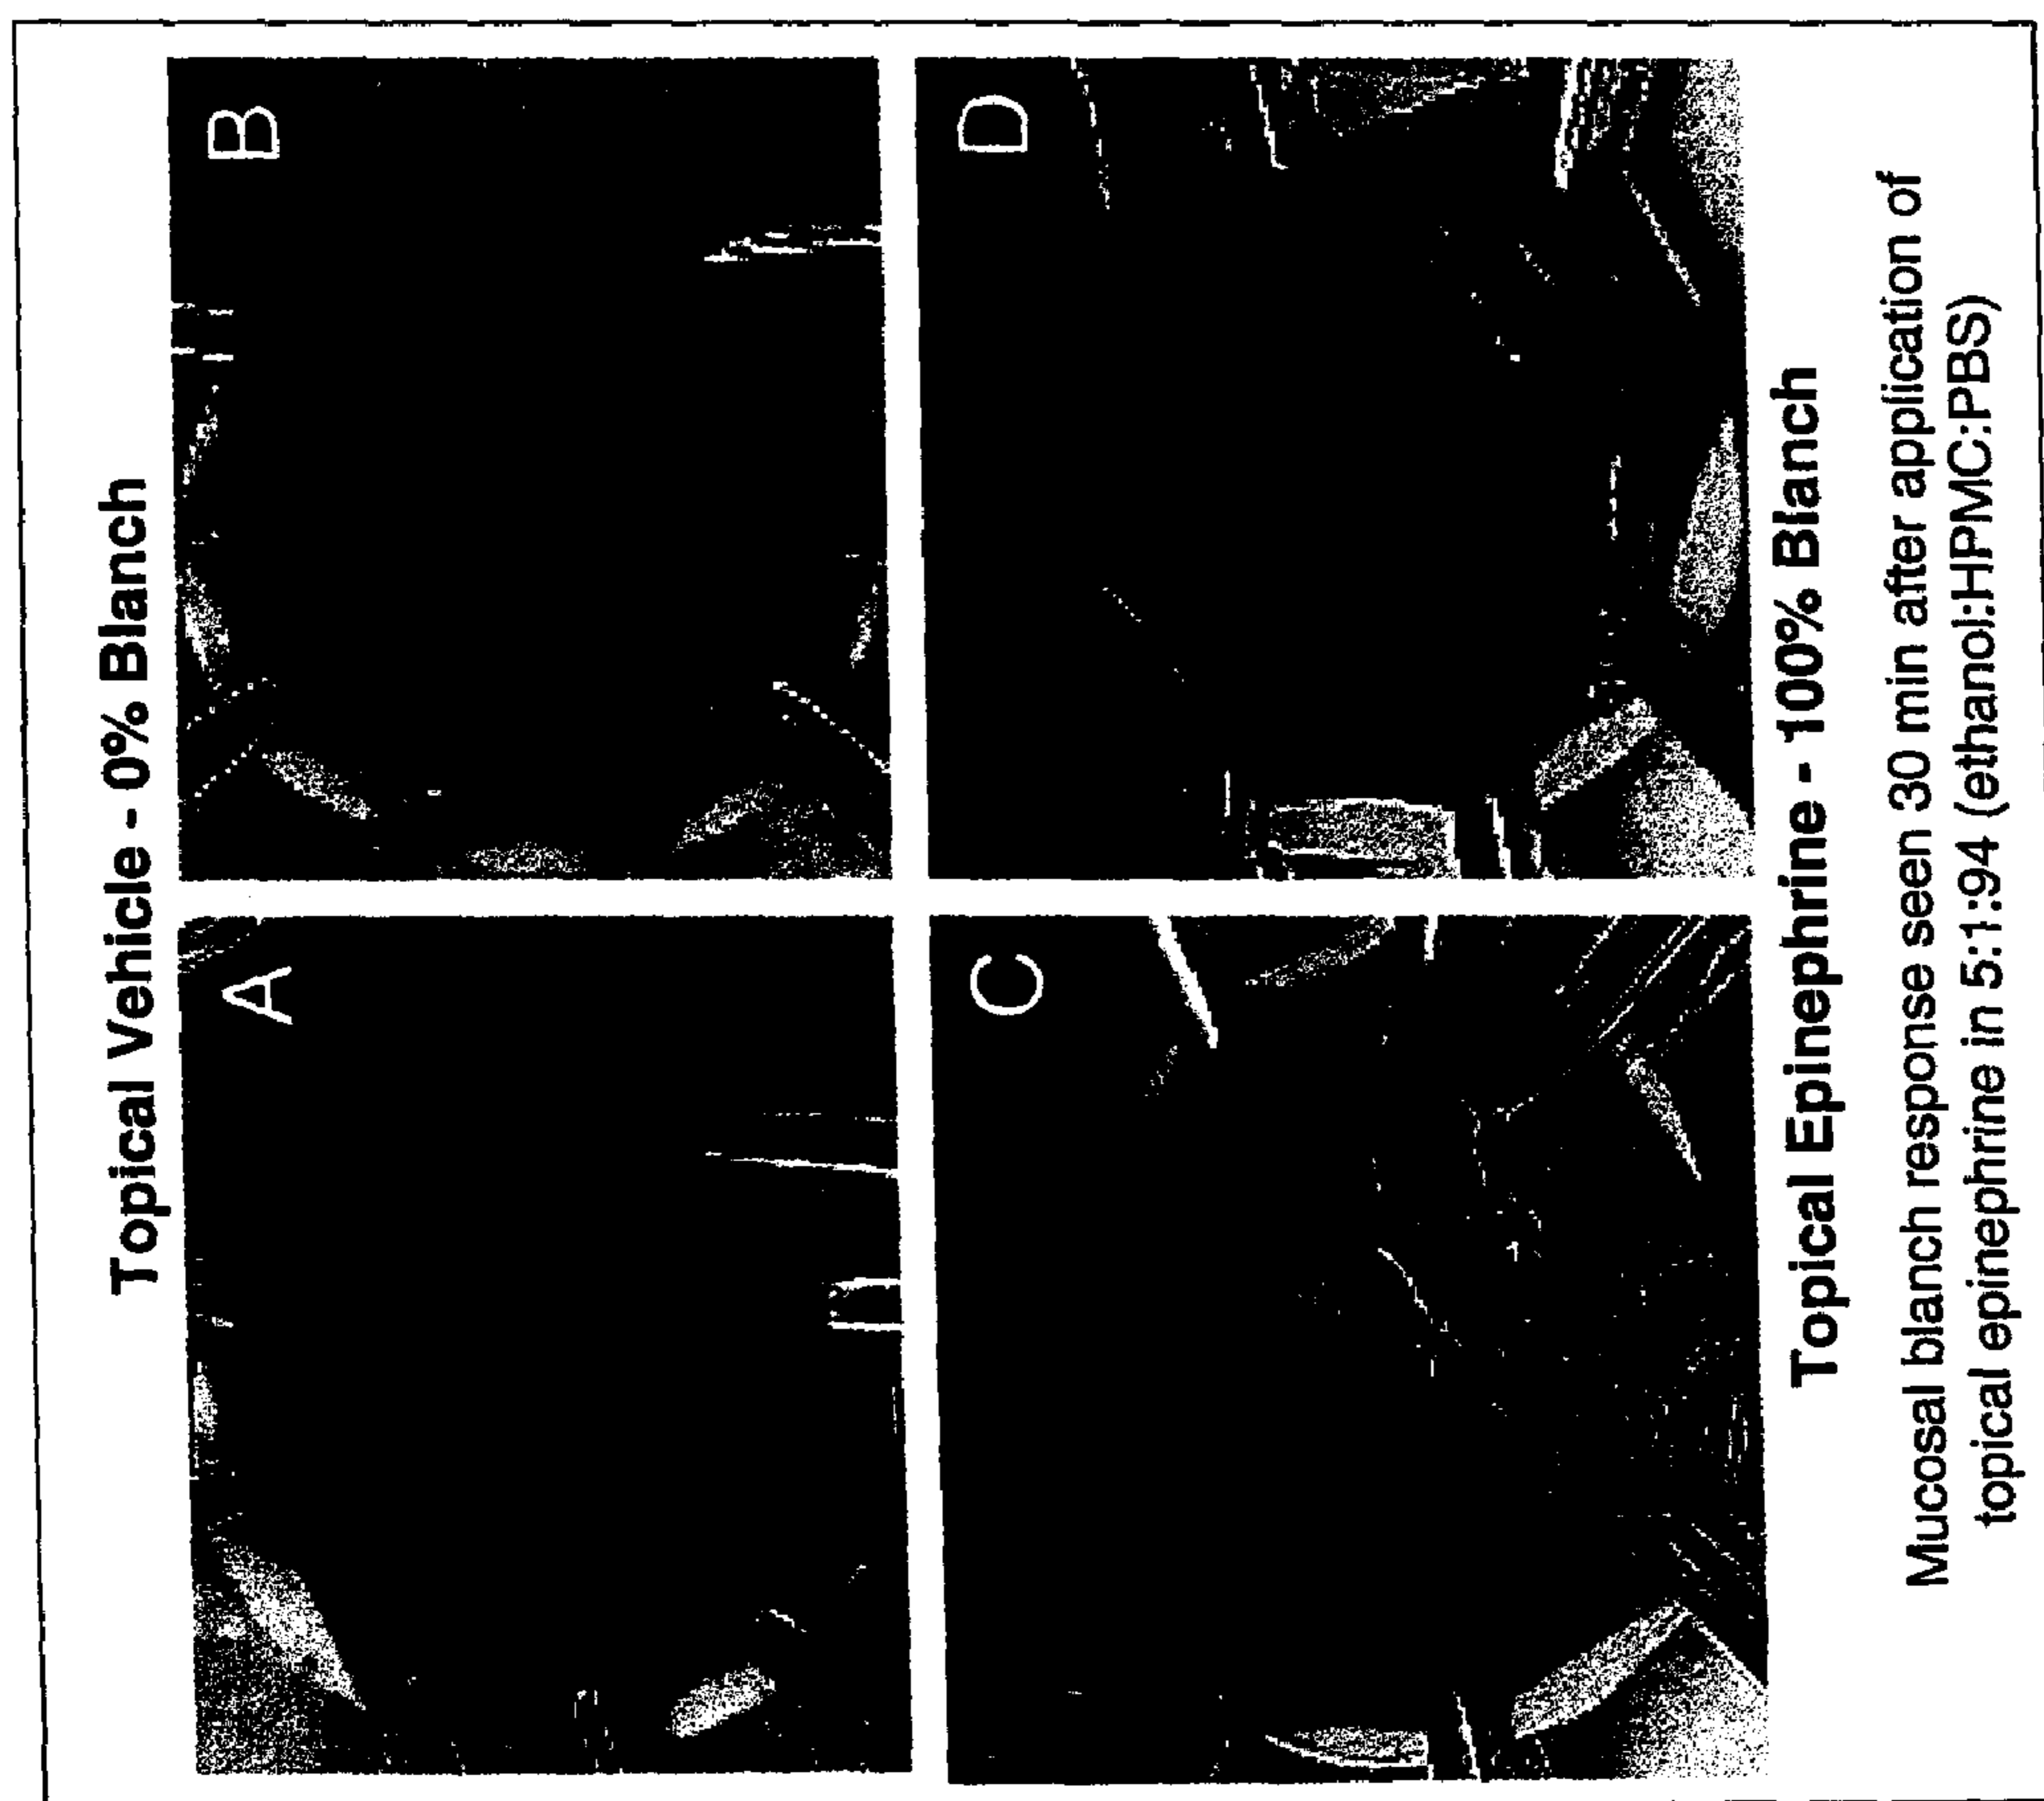 Topical Vehicle - 0% Blanch
A
B
C
D
Topical Epinephrine - 100% Blanch
Mucosal blanch response seen 30 min after application of
topical epinephrine in 5:1:94 (ethanol:HPMC:PBS)